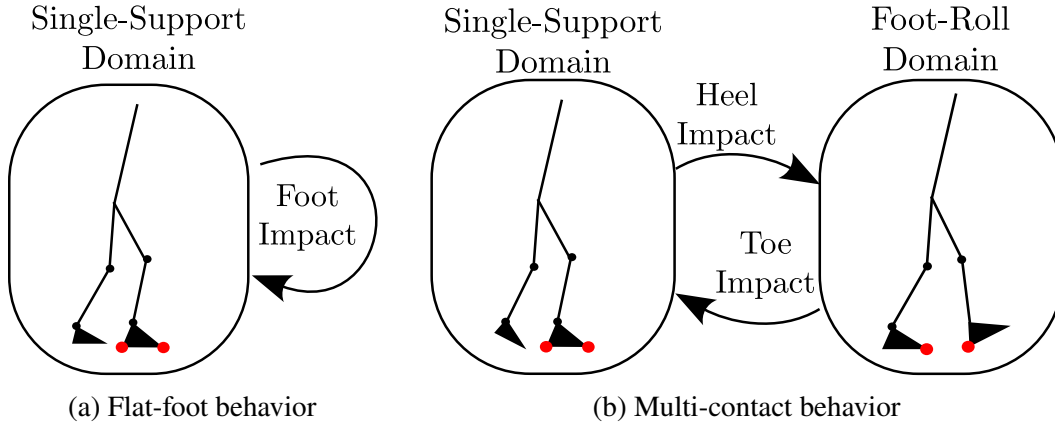 Single-Support
Domain
Foot
Impact
(a) Flat-foot behavior
Single-Support
Domain
Heel
Impact
Toe
Impact
Foot-Roll
Domain
(b) Multi-contact behavior